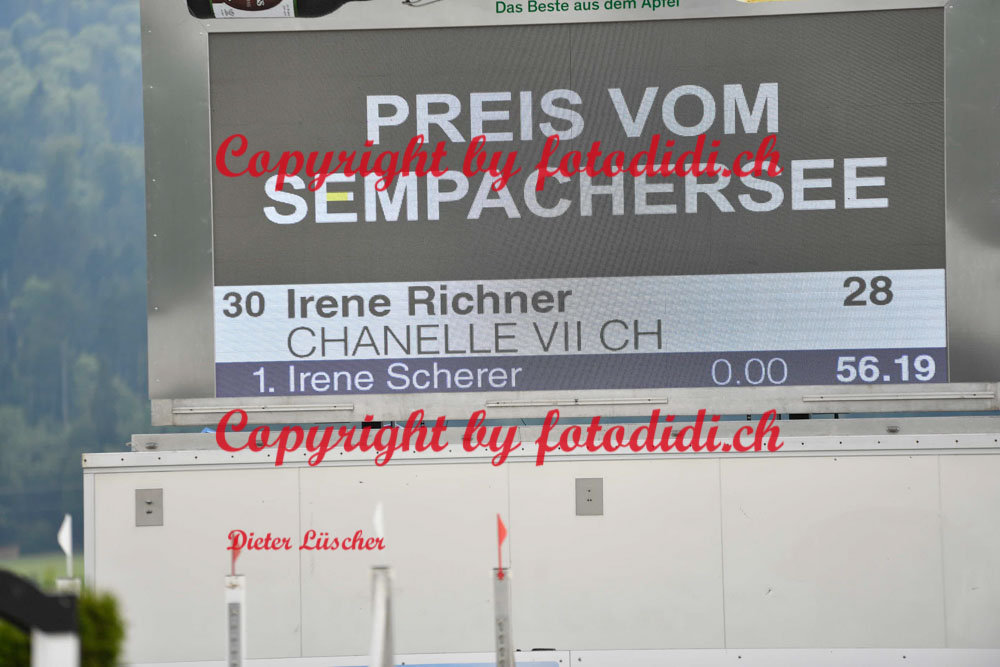 Das Beste aus dem Apfel
PREIS VOM
Copyright by fotodidi.ch
SEMPACHERSEE
30 Irene Richner 28
CHANELLE VII CH
1. Irene Scherer 0.00 56.19
Copyright by fotodidi.ch
Dieter Lüscher